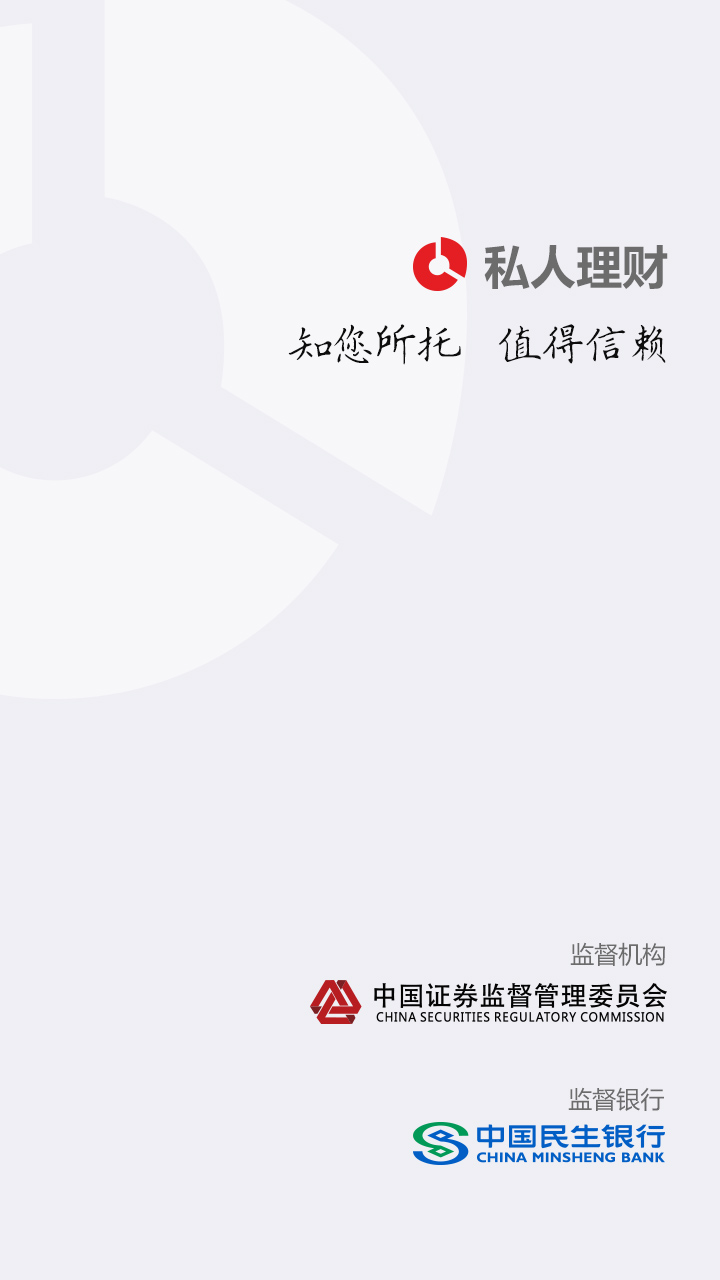 私人理财
知您所托 值得信赖
监督机构
中国证券监督管理委员会
CHINA SECURITIES REGULATORY COMMISSION
监督银行
中国民生银行
CHINA MINSHENG BANK